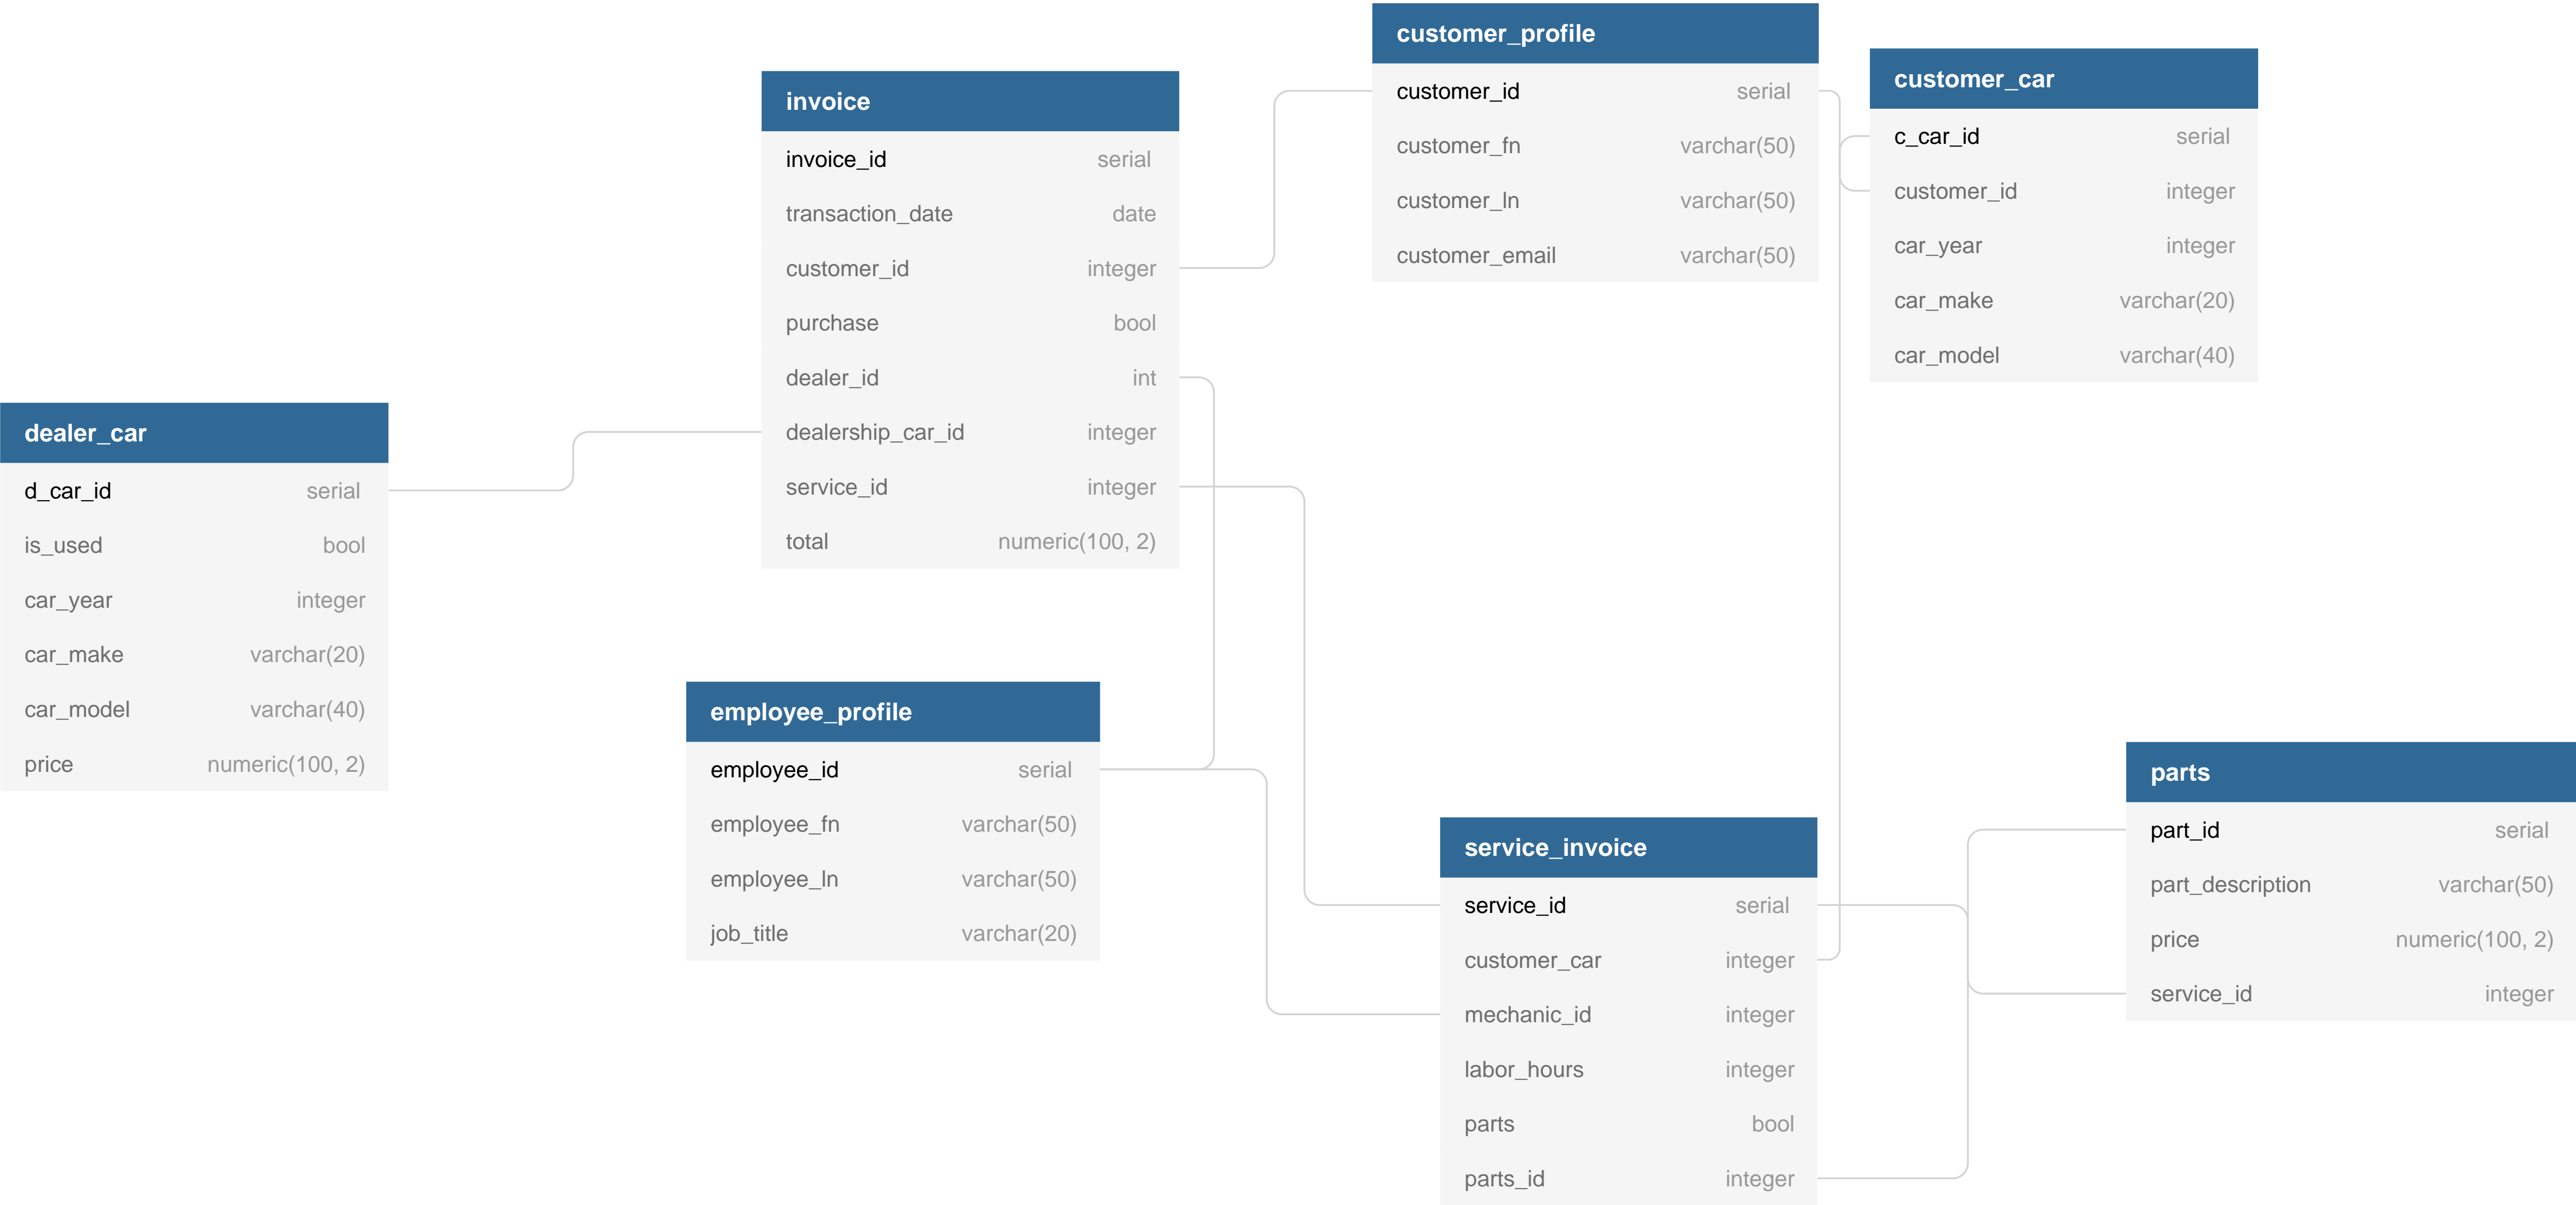 customer_profile
customer_id serial
customer_fn varchar(50)
customer_ln varchar(50)
customer_email varchar(50)
customer_car
c_car_id serial
customer_id integer
car_year integer
car_make varchar(20)
car_model varchar(40)
invoice
invoice_id serial
transaction_date date
customer_id integer
purchase bool
dealer_id int
dealership_car_id integer
service_id integer
total numeric(100, 2)
dealer_car
d_car_id serial
is_used bool
car_year integer
car_make varchar(20)
car_model varchar(40)
price numeric(100, 2)
employee_profile
employee_id serial
employee_fn varchar(50)
employee_ln varchar(50)
job_title varchar(20)
service_invoice
service_id serial
customer_car integer
mechanic_id integer
labor_hours integer
parts bool
parts_id integer
parts
part_id serial
part_description varchar(50)
price numeric(100, 2)
service_id integer